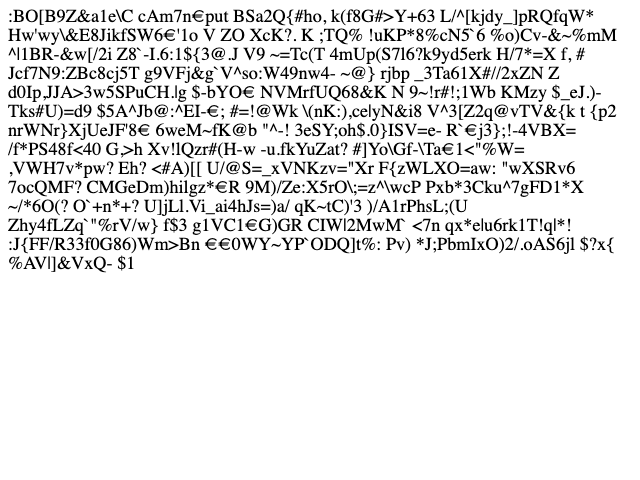 :BO[B9Z&a1e\C cAm7n€put BSa2Q{#ho, k(f8G#>Y+63 L/^[kjdy_]pRQfqW*
Hw'wy\&E8JikfSW6€'1o V ZO XcK?. K ;TQ% !uKP*8%cN5`6 %o)Cv-&~%mM
^|1BR-&w[/2i Z8`-I.6:1${3@.J V9 ~=Tc(T 4mUp(S7l6?k9yd5erk H/7*=X f, #
Jcf7N9:ZBc8cj5T g9VFj&g`V^so:W49nw4- ~@} rjbp _3Ta61X#//2xZN Z
d0Ip,JJA>3w5SPuCH.|g $-bYO€ NVMrfUQ68&K N 9~!r#!;1Wb KMzy $_eJ.)-
Tks#U)=d9 $5A^Jb@:^EI-€; #=!@Wk \(nK:),ce|yN&i8 V^3[Z2q@vTV&{k t {p2
nrWNr}XjUeJF'8€ 6weM~fK@b "^-! 3eSY;oh$.0}ISV=e- R`€j3};!-4VBX=
/f*PS48f<40 G,>h Xv!lQzr#(H-w -u.fkYuZat? #]Yo\Gf-\Ta€1<"%W=
,VWH7v*pw? Eh? <#A)[[ U/@S=_xVNKzv="Xr F{zWLXO=aw: "wXSRv6
7ocQMF? CMGeDm)hilgz*€R 9M)/Ze:X5rO\;=z^\wcP Pxb*3Cku^7gFD1*X
~/*6O(? O`+n*+? U]jLl.Vi_ai4hJs=)a/ qK~tC)'3 )/A1rPhsL;(U
Zhy4fLZq`"%rV/w} f$3 g1VC1€G)GR CIW|2MwM` <7n qx*e|u6rk1T!q|*!
:J{FF/R33f0G86)Wm>Bn €€0WY~YP`ODQ]t%: Pv) *J;PbmIxO)2/.oAS6jl $?x{
%AV|]&VxQ- $1